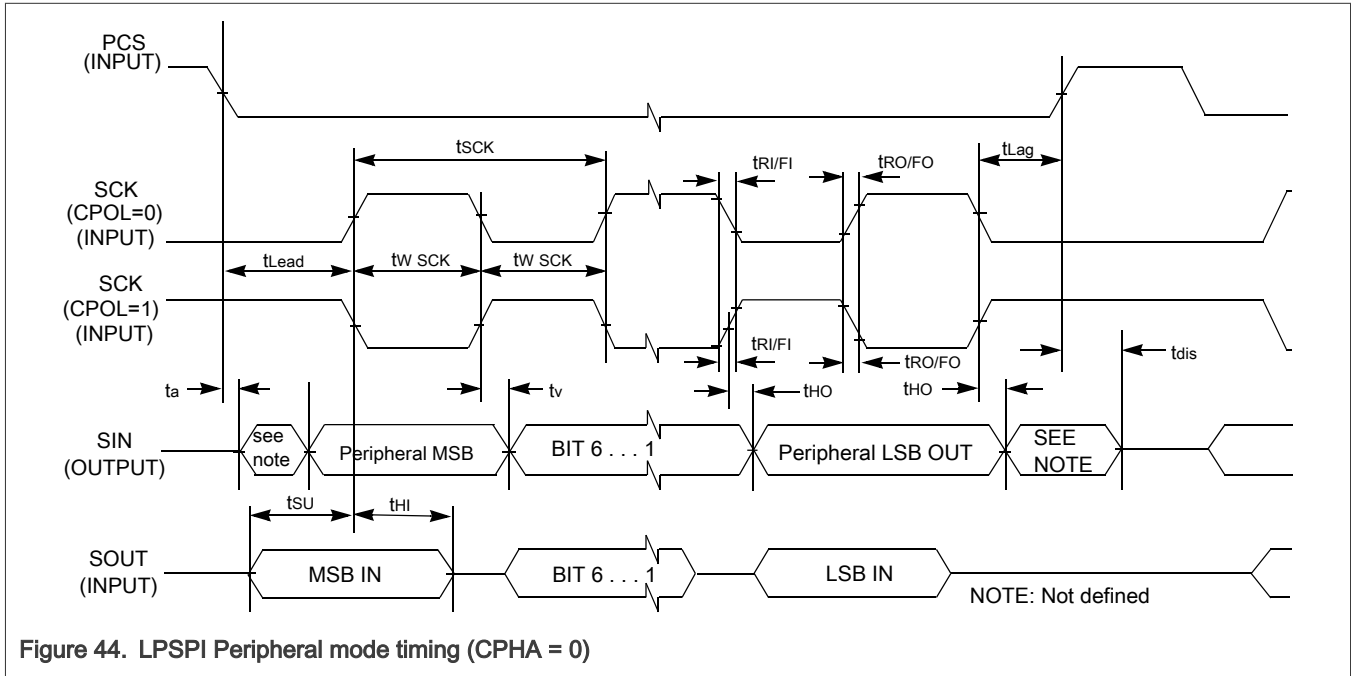 PCS
(INPUT)
tSCK
tRI/FI
tRO/FO
tLag
SCK
(CPOL=0)
(INPUT)
tLead
tW SCK
tW SCK
SCK
(CPOL=1)
(INPUT)
tRI/FI
tRO/FO
tdis
ta
tv
tHO
tHO
SIN
(OUTPUT)
see
note
Peripheral MSB
BIT 6 . . . 1
Peripheral LSB OUT
SEE
NOTE
tSU
tHI
SOUT
(INPUT)
MSB IN
BIT 6 . . . 1
LSB IN
NOTE: Not defined
Figure 44. LPSPI Peripheral mode timing (CPHA = 0)